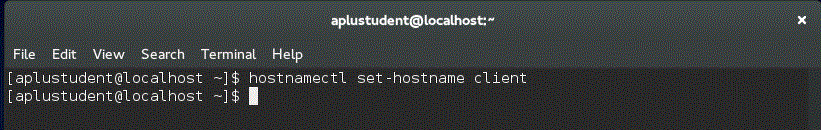 aplustudent@localhost:~ ×
File Edit View Search Terminal Help
[aplustudent@localhost ~]$ hostnamectl set-hostname client
[aplustudent@localhost ~]$